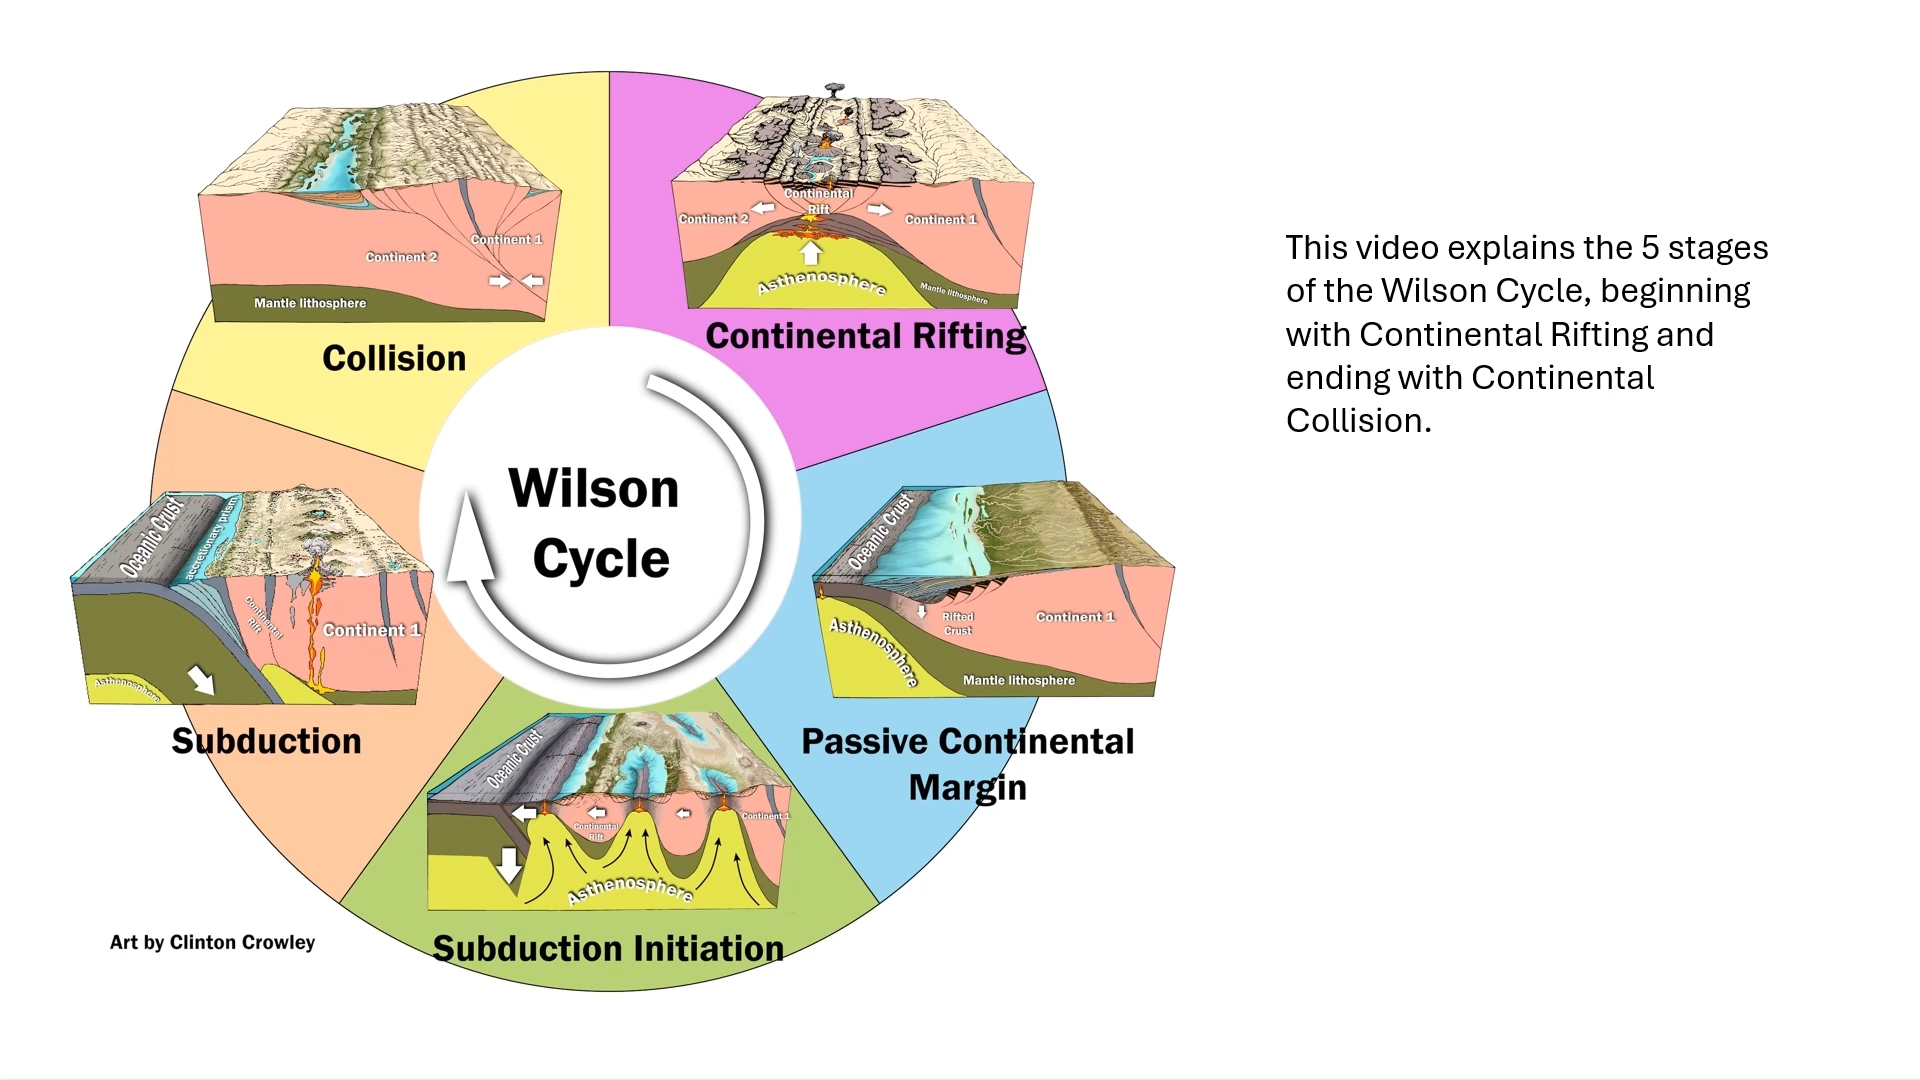 Continental
Rift
Continent 2
Continent 1
Asthenosphere
Mantle lithosphere
Continental Rifting
Oceanic Crust
Rifted
Crust
Continent 1
Asthenosphere
Mantle lithosphere
Passive Continental
Margin
Oceanic Crust
Continental
Rift
Continent 1
Asthenosphere
Subduction Initiation
Oceanic Crust
accretionary prism
Continental
Rift
Continent 1
Asthenosphere
Subduction
Continent 1
Continent 2
Mantle lithosphere
Collision
Wilson
Cycle
Art by Clinton Crowley
This video explains the 5 stages
of the Wilson Cycle, beginning
with Continental Rifting and
ending with Continental
Collision.